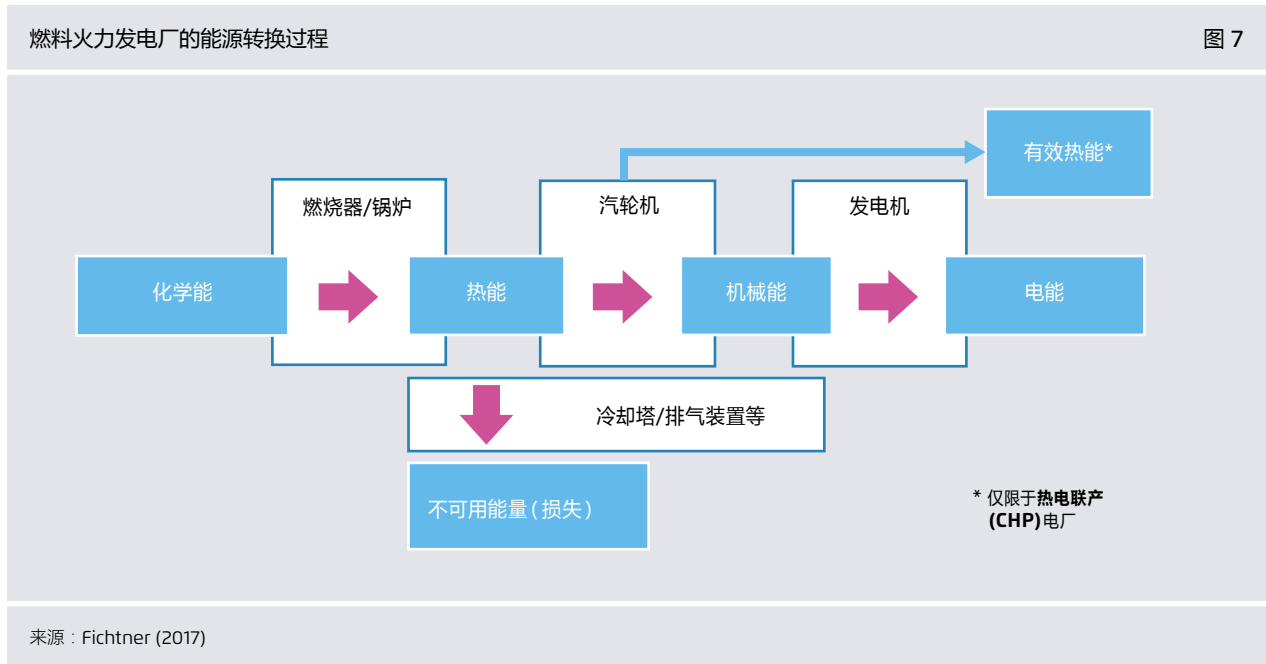 燃料火力发电厂的能源转换过程
图 7
有效热能*
燃烧器/锅炉
汽轮机
发电机
化学能
热能
机械能
电能
冷却塔/排气装置等
不可用能量(损失)
* 仅限于热电联产
(CHP)电厂
来源：Fichtner (2017)